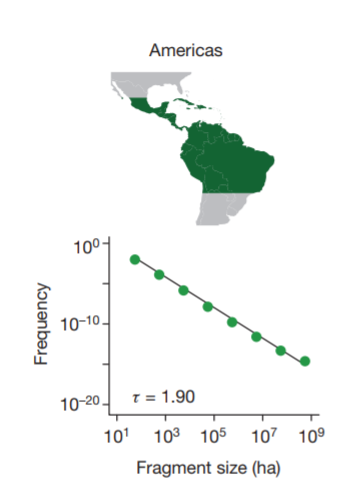 Americas
10⁰
10⁻¹⁰
10⁻²⁰
Frequency
τ = 1.90
10¹ 10³ 10⁵ 10⁷ 10⁹
Fragment size (ha)